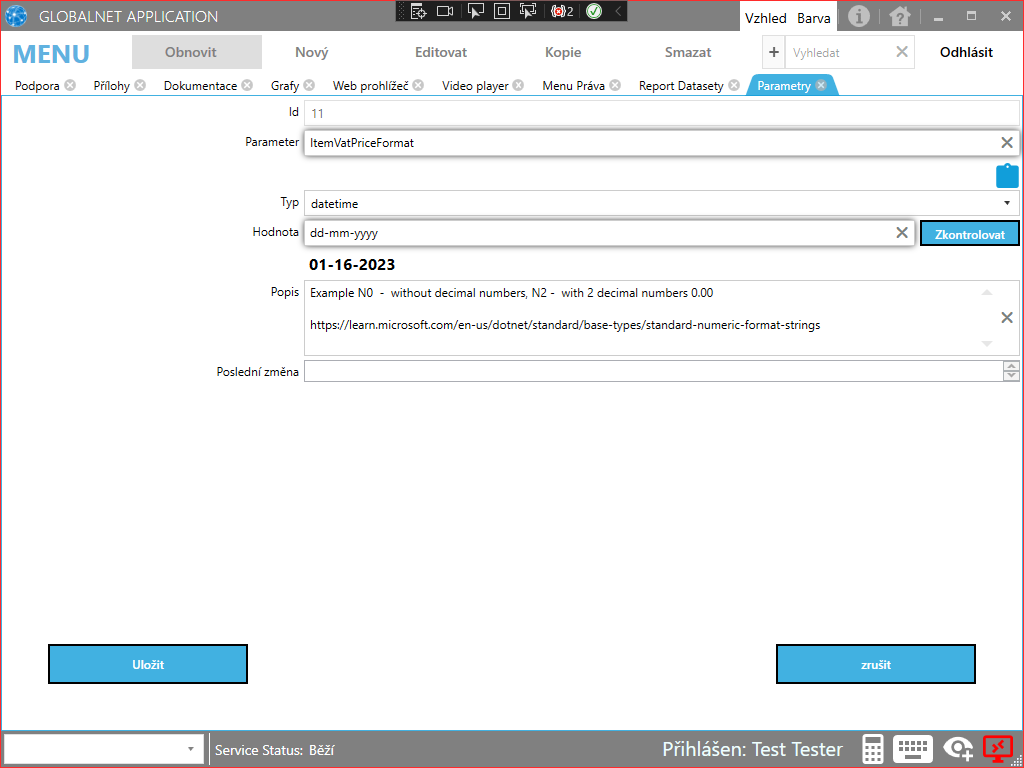 GLOBALNET APPLICATION
2
Vzhled Barva
MENU
Obnovit Nový Editovat Kopie Smazat + Vyhledat Odhlásit
Podpora Přílohy Dokumentace Grafy Web prohlížeč Video player Menu Práva Report Datasety Parametry
Id 11
Parameter ItemVatPriceFormat
Typ datetime
Hodnota dd-mm-yyyy Zkontrolovat
01-16-2023
Popis Example N0 - without decimal numbers, N2 - with 2 decimal numbers 0.00
https://learn.microsoft.com/en-us/dotnet/standard/base-types/standard-numeric-format-strings
Poslední změna
Uložit zrušit
Service Status: Běží Přihlášen: Test Tester